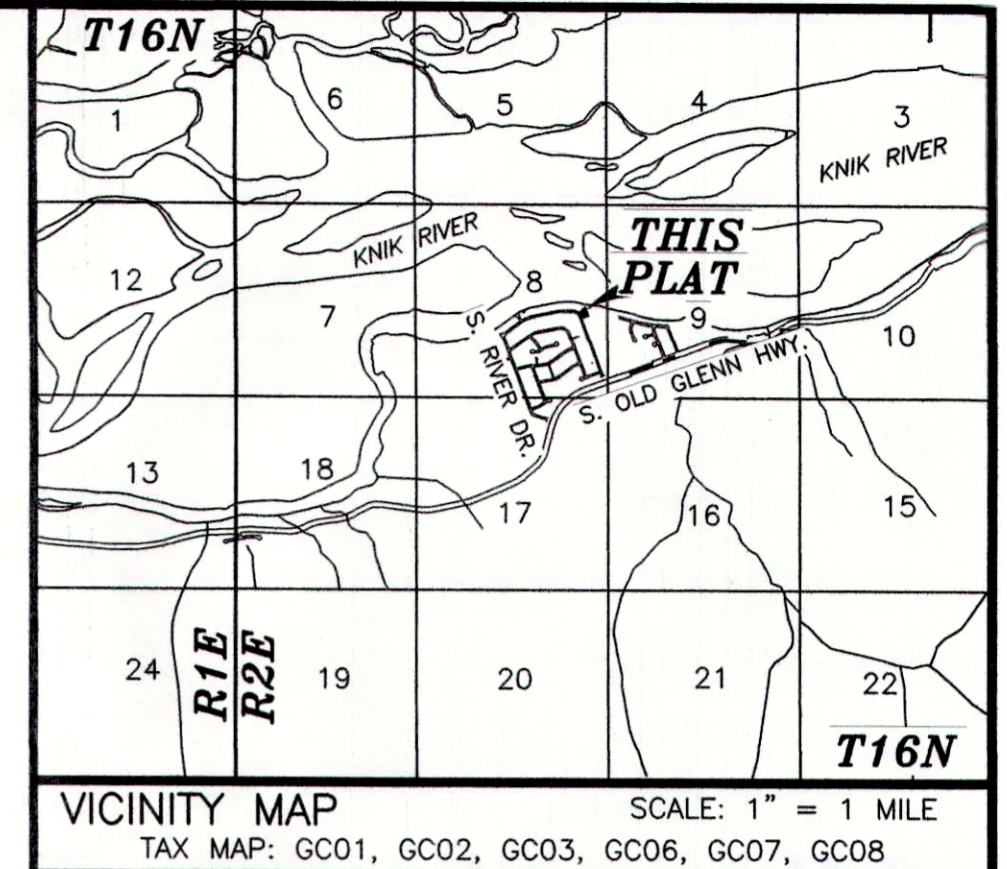 T16N
6
5
4
3
1
KNIK RIVER
KNIK RIVER
THIS
PLAT
12
7
8
9
10
S. RIVER DR.
S. OLD GLENN HWY.
13
18
17
16
15
24
R1E
R2E
19
20
21
22
T16N
VICINITY MAP
SCALE: 1" = 1 MILE
TAX MAP: GC01, GC02, GC03, GC06, GC07, GC08